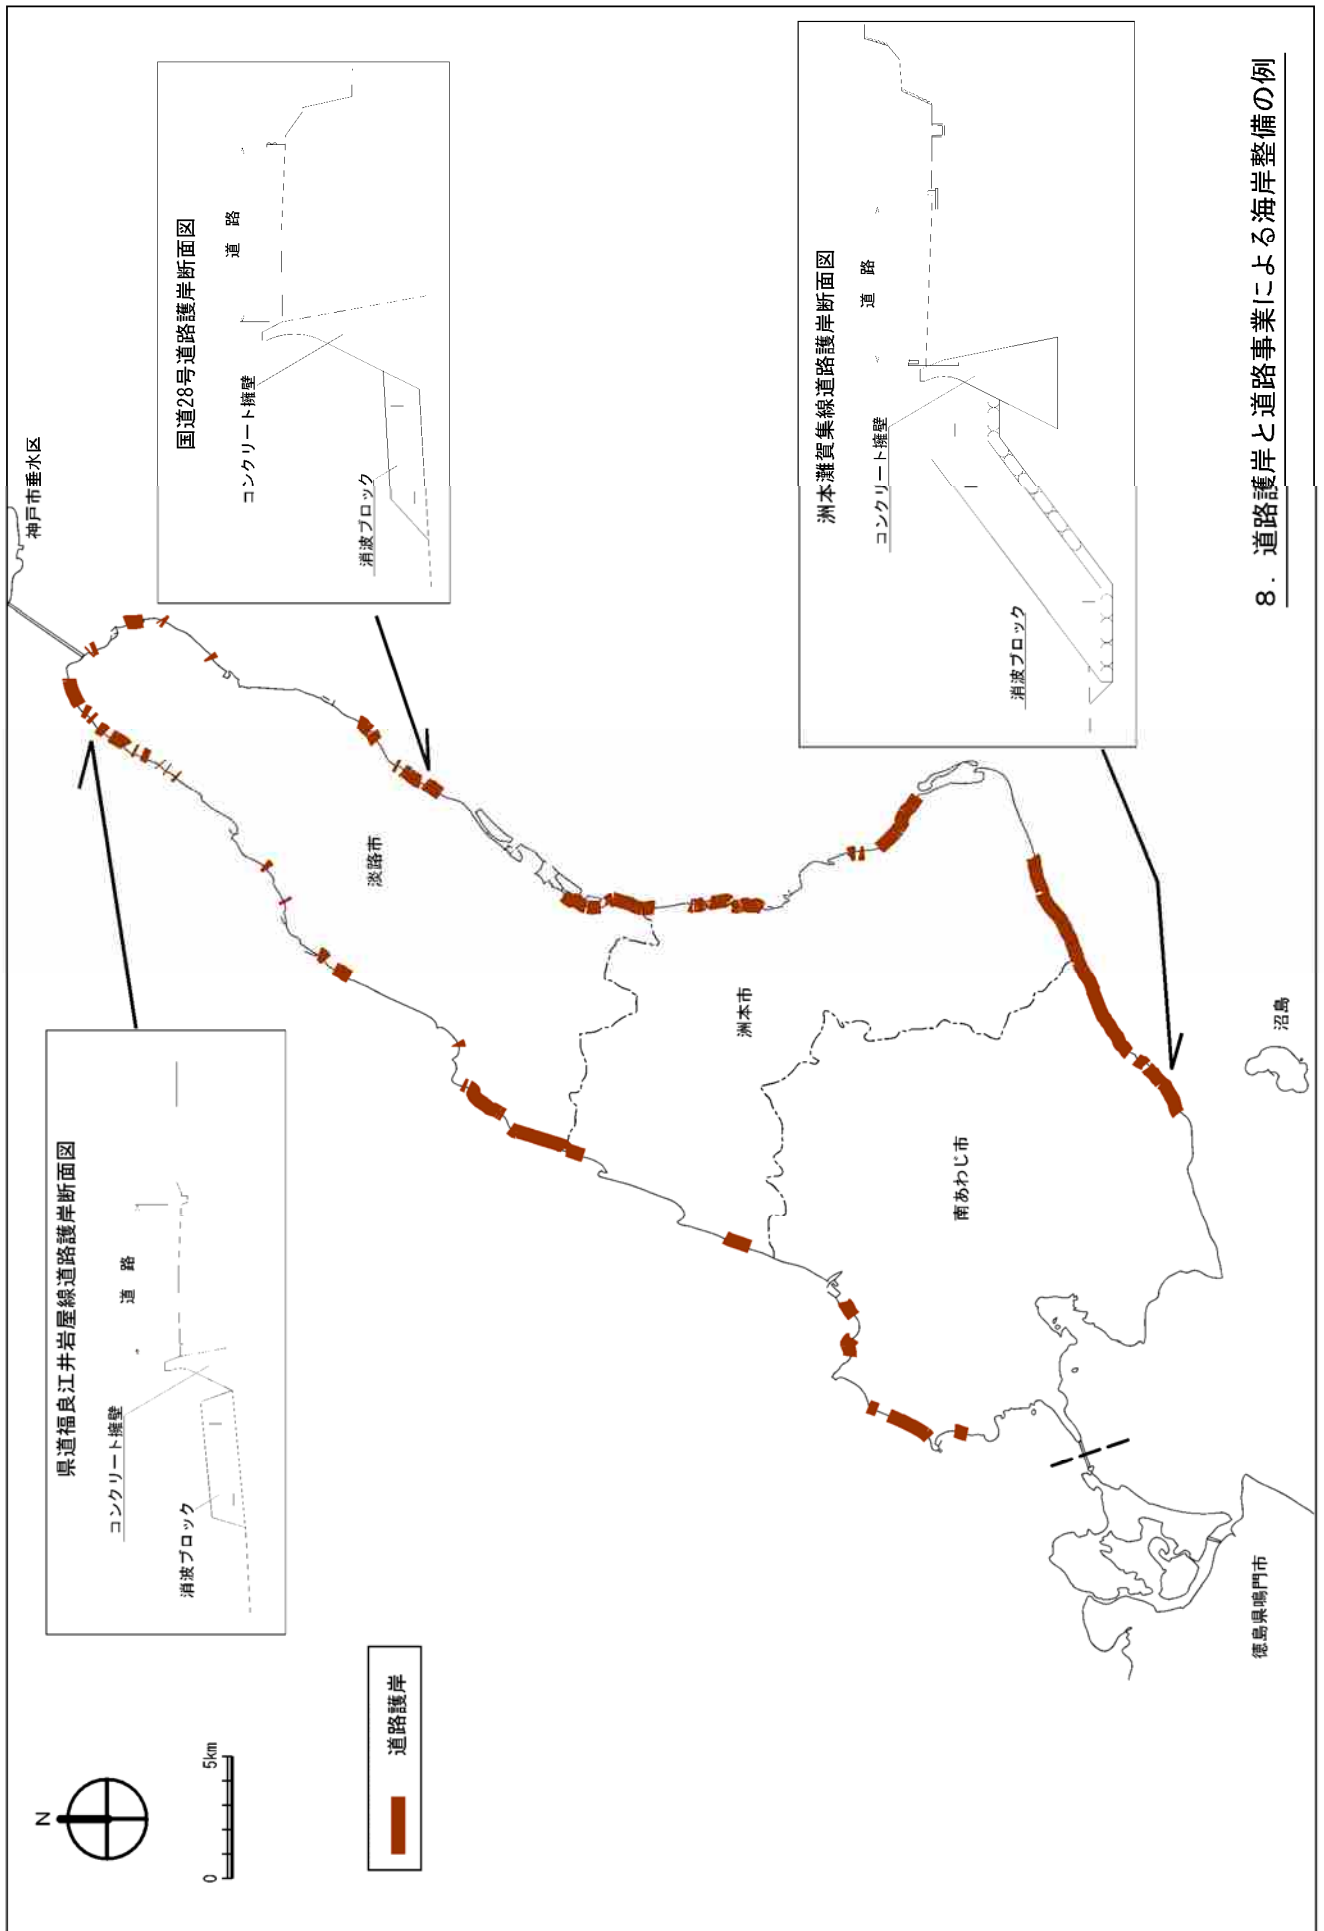 8. 道路護岸と道路事業による海岸整備の例
県道福良江井岩屋線道路護岸断面図
道 路
コンクリート擁壁
消波ブロック
国道28号道路護岸断面図
道 路
コンクリート擁壁
消波ブロック
洲本灘賀集線道路護岸断面図
道 路
コンクリート擁壁
消波ブロック
神戸市垂水区
淡路市
洲本市
南あわじ市
沼島
徳島県鳴門市
N
0 5km
道路護岸